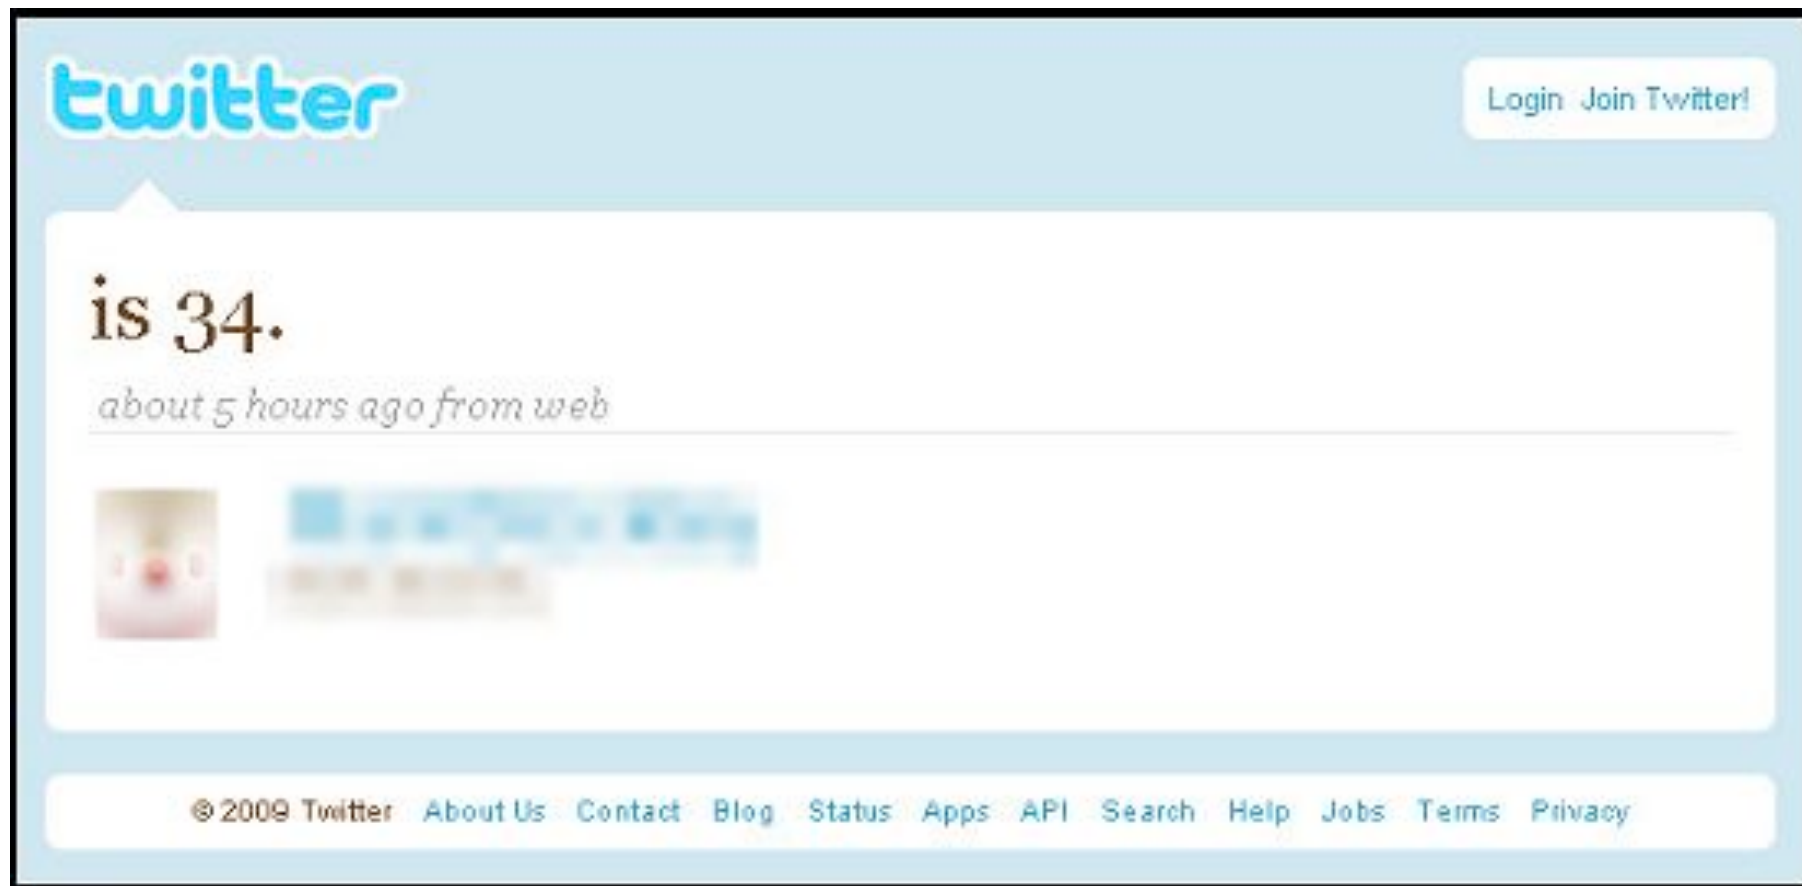 twitter
Login Join Twitter!
is 34.
about 5 hours ago from web
© 2009 Twitter About Us Contact Blog Status Apps API Search Help Jobs Terms Privacy